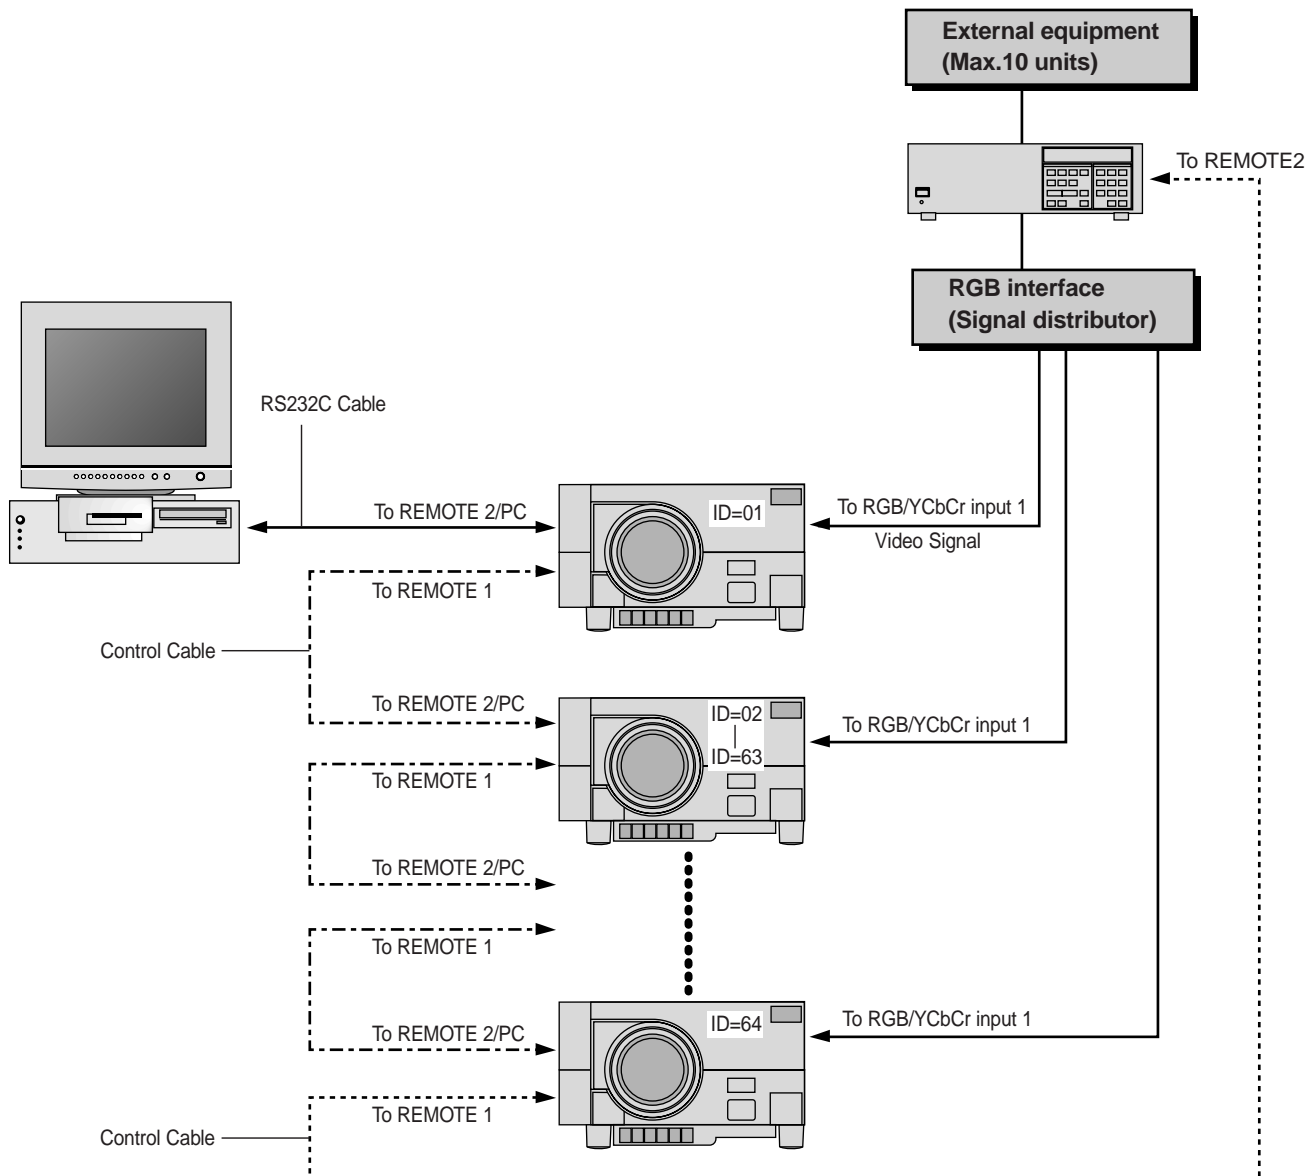 External equipment
(Max.10 units)
To REMOTE2
RGB interface
(Signal distributor)
RS232C Cable
To REMOTE 2/PC
ID=01
To RGB/YCbCr input 1
Video Signal
To REMOTE 1
Control Cable
To REMOTE 2/PC
ID=02
ID=63
To RGB/YCbCr input 1
To REMOTE 1
To REMOTE 2/PC
To REMOTE 1
To REMOTE 2/PC
ID=64
To RGB/YCbCr input 1
To REMOTE 1
Control Cable